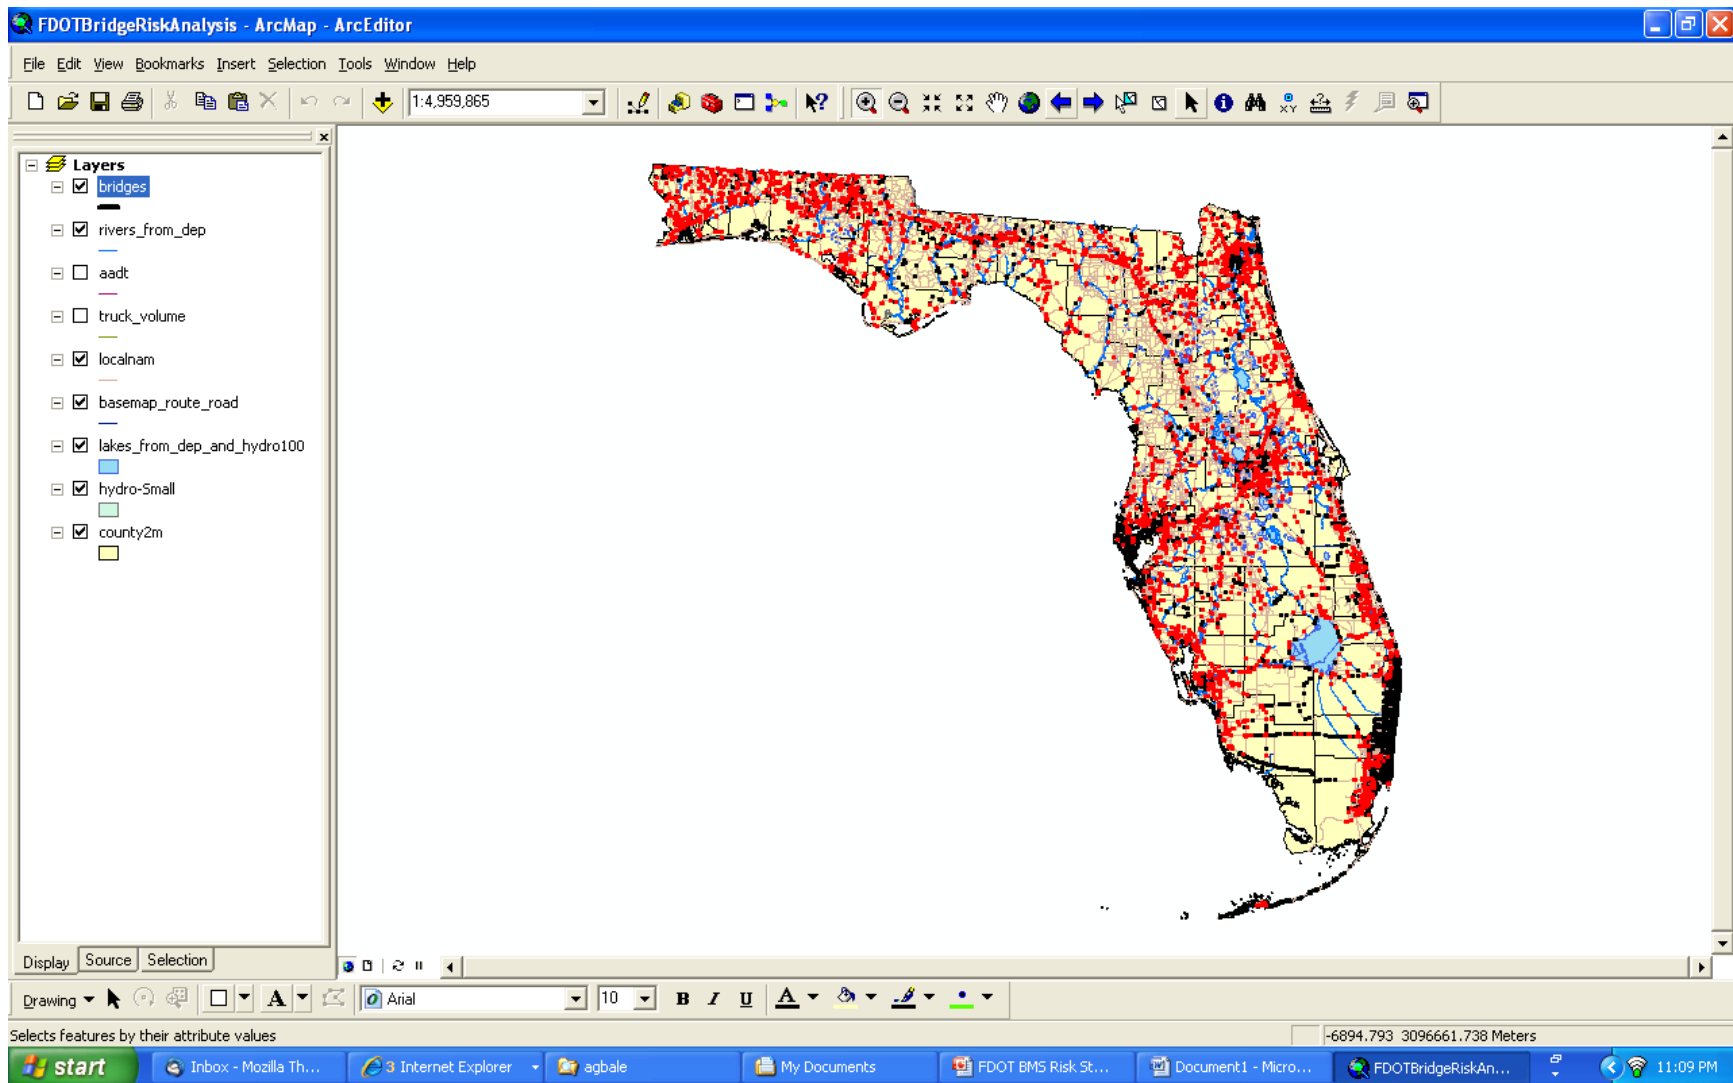 FDOTBridgeRiskAnalysis - ArcMap - ArcEditor
File Edit View Bookmarks Insert Selection Tools Window Help
1:4,959,865
XY
Layers
bridges
rivers_from_dep
aadt
truck_volume
localnam
basemap_route_road
lakes_from_dep_and_hydro100
hydro-Small
county2m
Display Source Selection
Drawing A Arial 10 B I U A
Selects features by their attribute values -6894.793 3096661.738 Meters
start Inbox - Mozilla Th... 3 Internet Explorer agbale My Documents FDOT BMS Risk St... Document1 - Micro... FDOTBridgeRiskAn... 11:09 PM